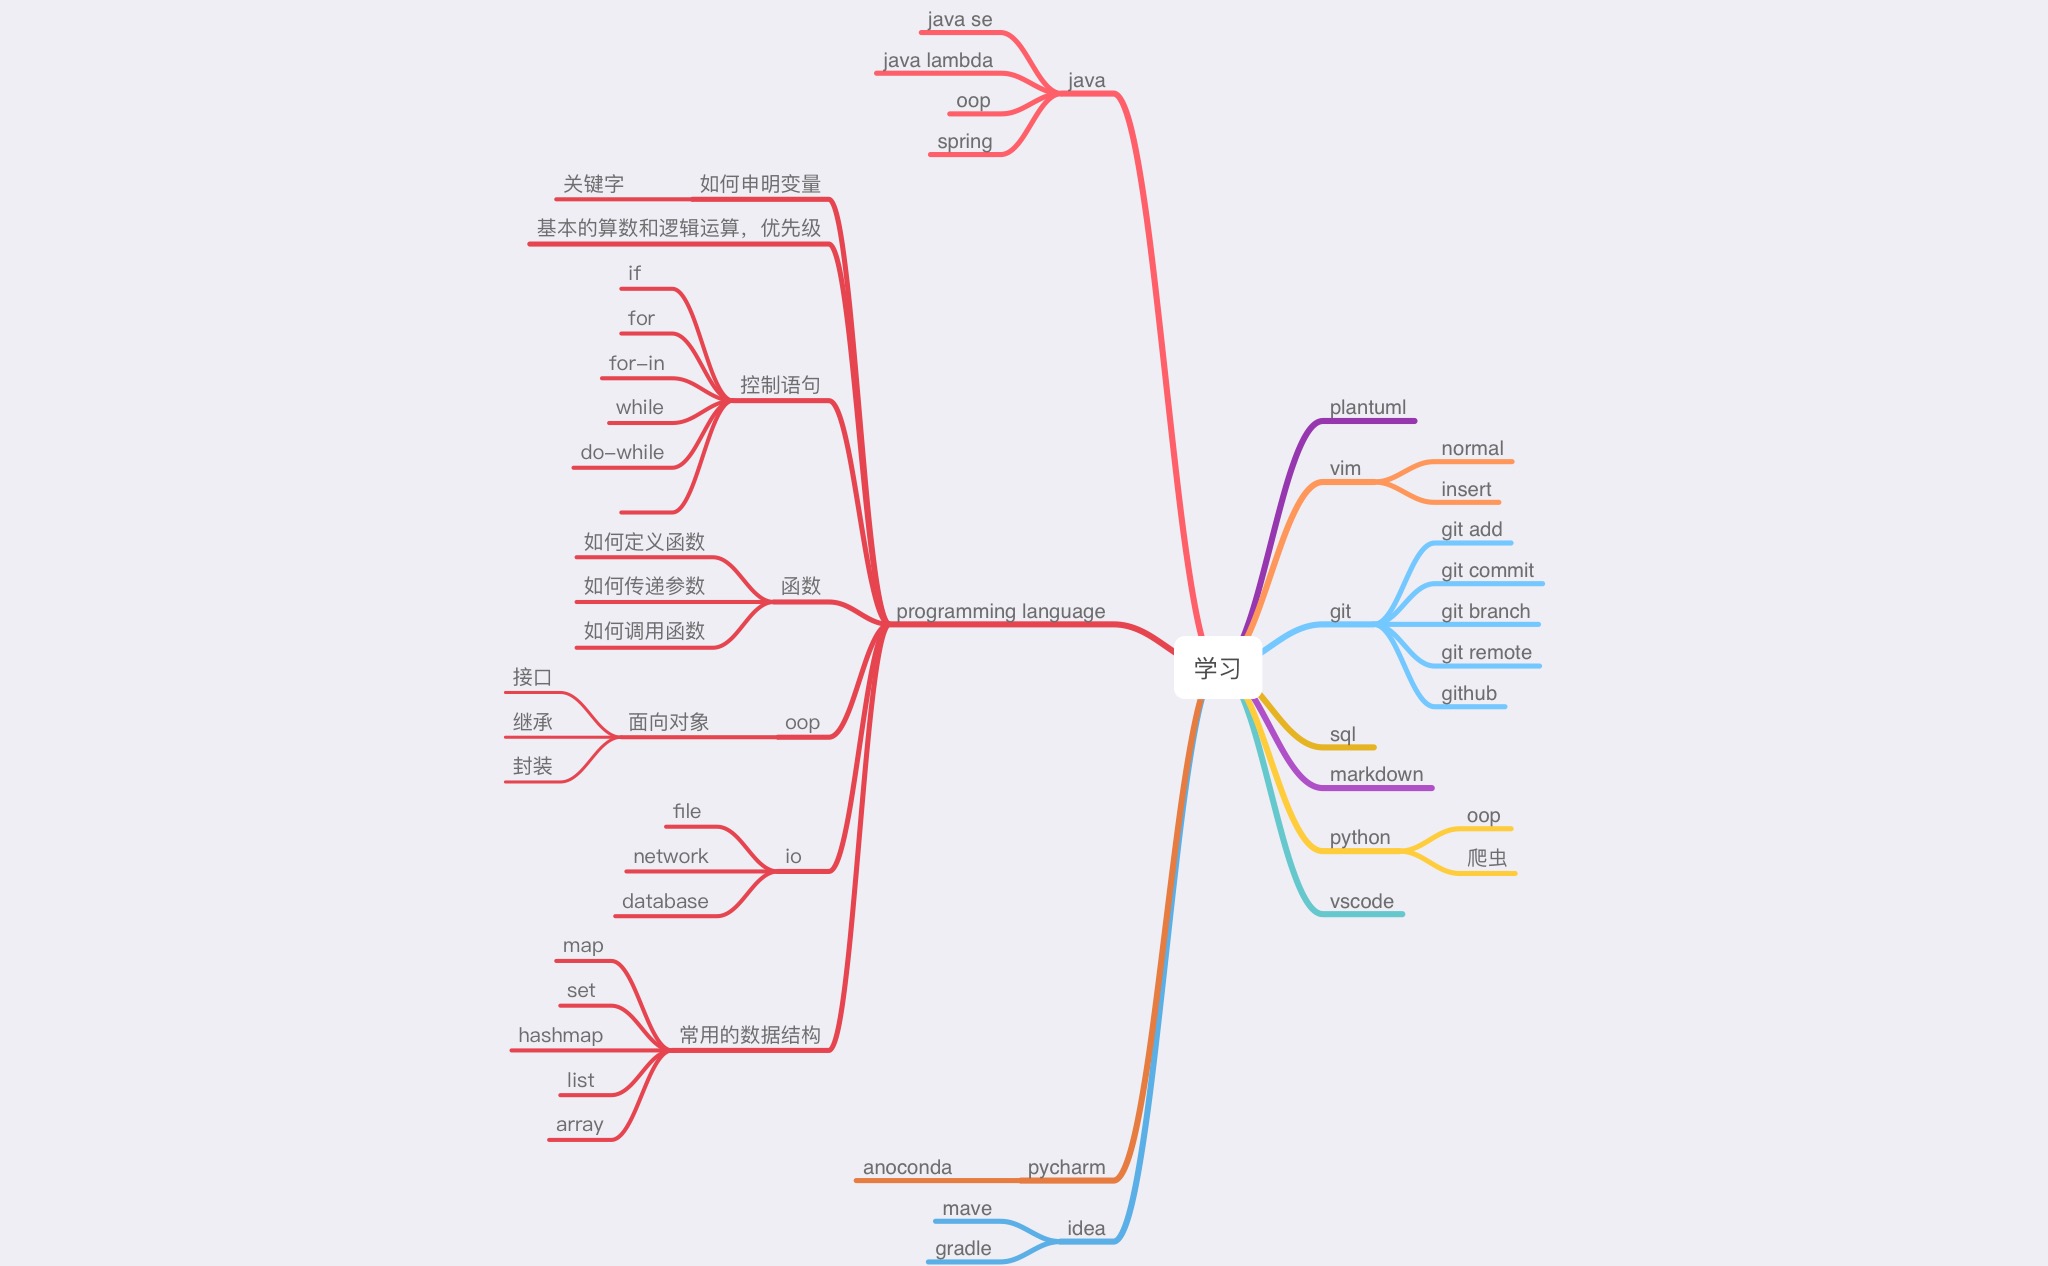 java se
java lambda
java
oop
spring
关键字
如何申明变量
基本的算数和逻辑运算，优先级
if
for
for-in
控制语句
while
do-while
如何定义函数
如何传递参数
函数
如何调用函数
programming language
接口
继承
面向对象
oop
封装
file
network
io
database
map
set
hashmap
常用的数据结构
list
array
anoconda
pycharm
mave
idea
gradle
学习
plantuml
normal
vim
insert
git add
git commit
git
git branch
git remote
github
sql
markdown
oop
python
爬虫
vscode